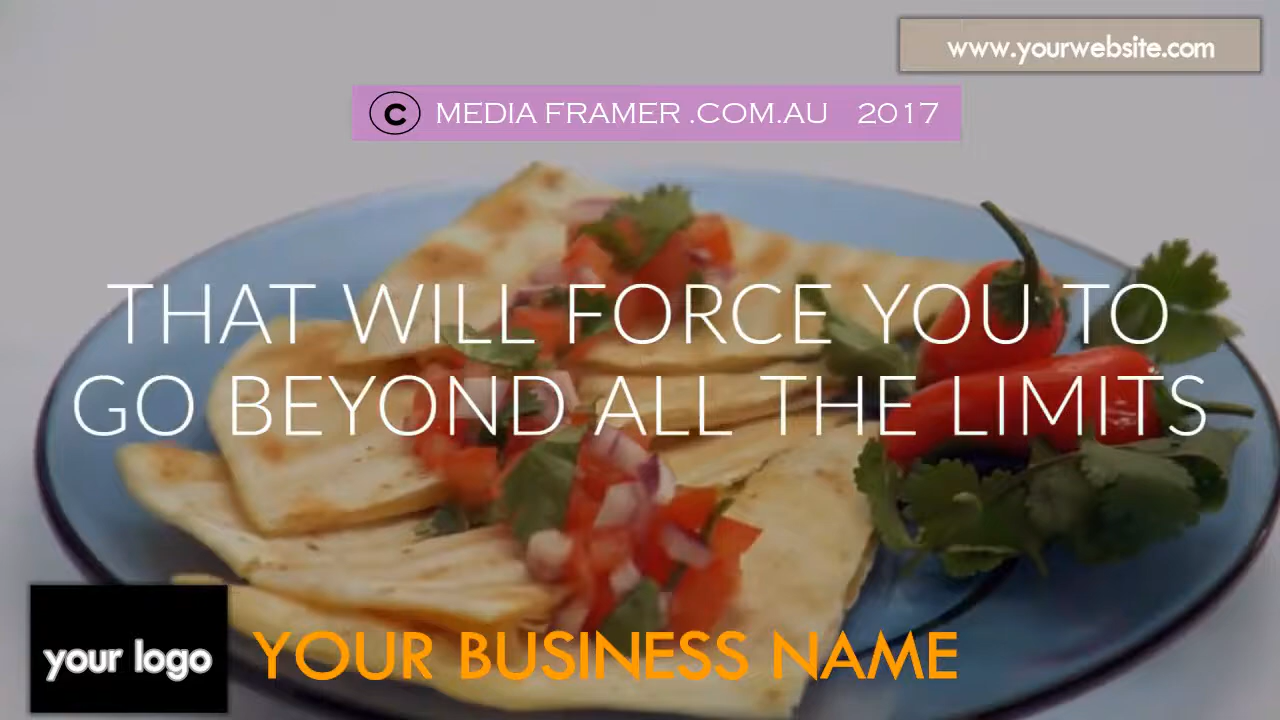 www.yourwebsite.com
© MEDIA FRAMER .COM.AU 2017
THAT WILL FORCE YOU TO
GO BEYOND ALL THE LIMITS
your logo
YOUR BUSINESS NAME